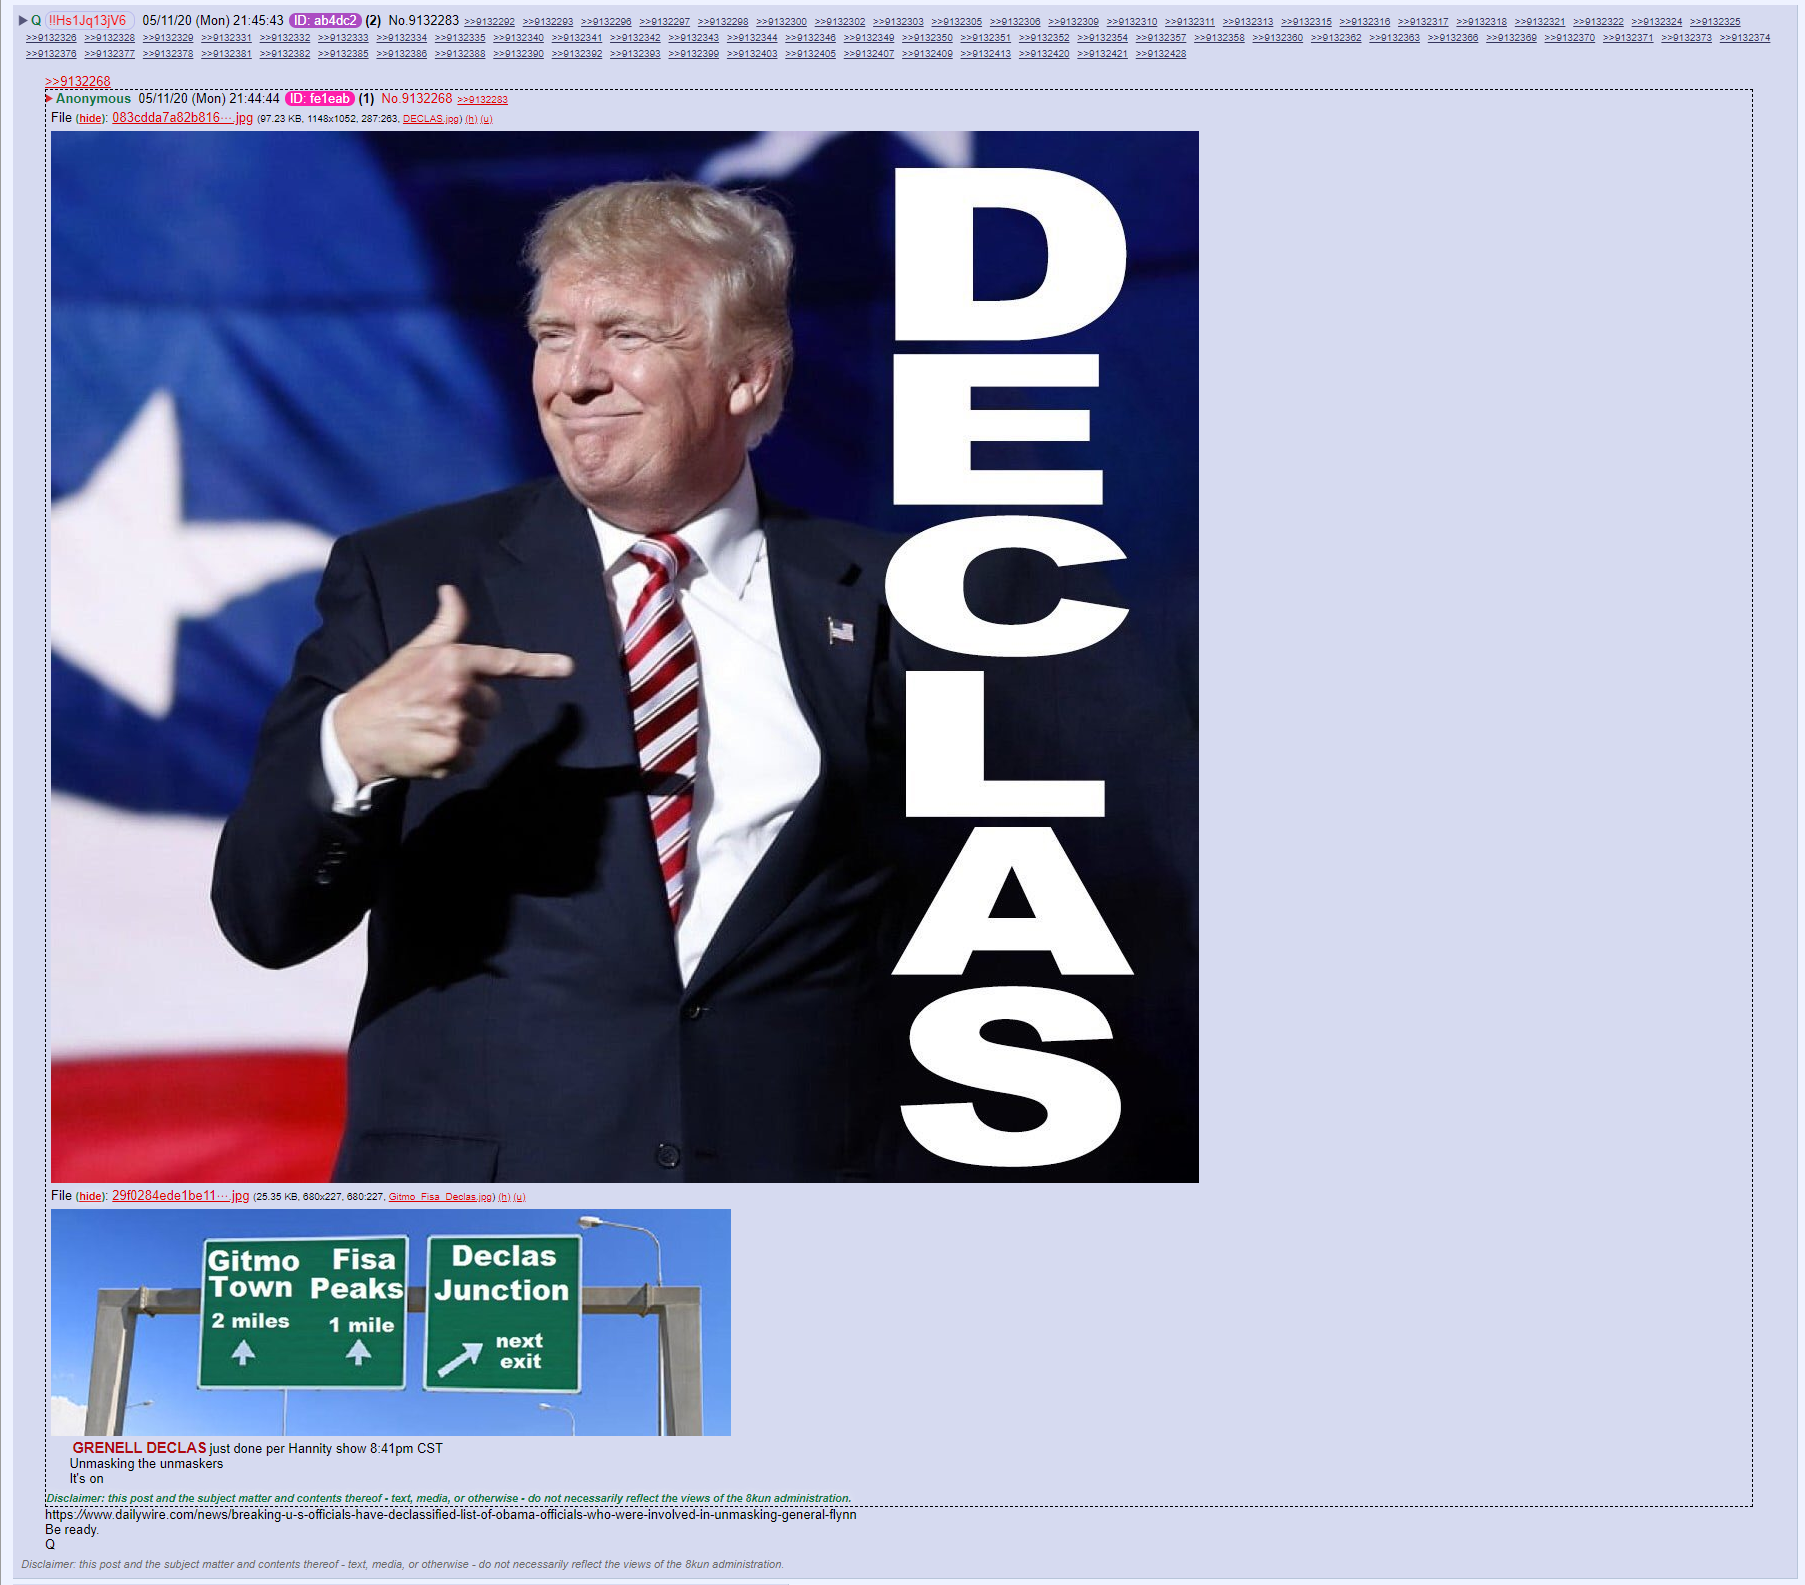 ▶ Q !!Hs1Jq13jV6 05/11/20 (Mon) 21:45:43 ID: ab4dc2 (2) No.9132283 >>9132292 >>9132293 >>9132296 >>9132297 >>9132298 >>9132300 >>9132302 >>9132303 >>9132305 >>9132306 >>9132309 >>9132310 >>9132311 >>9132313 >>9132315 >>9132316 >>9132317 >>9132318 >>9132321 >>9132322 >>9132324 >>9132325
>>9132326 >>9132328 >>9132329 >>9132331 >>9132332 >>9132333 >>9132334 >>9132335 >>9132340 >>9132341 >>9132342 >>9132343 >>9132344 >>9132346 >>9132349 >>9132350 >>9132351 >>9132352 >>9132354 >>9132357 >>9132358 >>9132360 >>9132362 >>9132363 >>9132366 >>9132369 >>9132370 >>9132371 >>9132373 >>9132374
>>9132376 >>9132377 >>9132378 >>9132381 >>9132382 >>9132385 >>9132386 >>9132388 >>9132390 >>9132392 >>9132393 >>9132399 >>9132403 >>9132405 >>9132407 >>9132409 >>9132413 >>9132420 >>9132421 >>9132428
>>9132268
▶ Anonymous 05/11/20 (Mon) 21:44:44 ID: fe1eab (1) No.9132268 >>9132283
File (hide): 083cdda7a82b816⋯.jpg (97.23 KB, 1148x1052, 287:263, DECLAS.jpg) (h) (u)
D
E
C
L
A
S
File (hide): 29f0284ede1be11⋯.jpg (25.35 KB, 680x227, 680:227, Gitmo_Fisa_Declas.jpg) (h) (u)
Gitmo Town
2 miles
Fisa Peaks
1 mile
Declas
Junction
next
exit
GRENELL DECLAS just done per Hannity show 8:41pm CST
Unmasking the unmaskers
It's on
Disclaimer: this post and the subject matter and contents thereof - text, media, or otherwise - do not necessarily reflect the views of the 8kun administration.
https://www.dailywire.com/news/breaking-u-s-officials-have-declassified-list-of-obama-officials-who-were-involved-in-unmasking-general-flynn
Be ready.
Q
Disclaimer: this post and the subject matter and contents thereof - text, media, or otherwise - do not necessarily reflect the views of the 8kun administration.